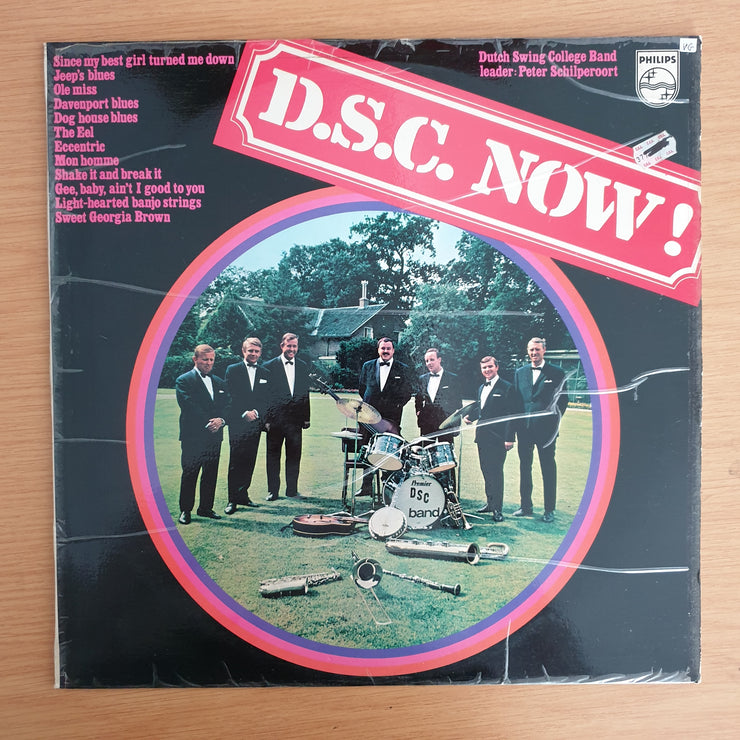 Since my best girl turned me down
Jeep's blues
Ole miss
Davenport blues
Dog house blues
The Eel
Eccentric
Mon homme
Shake it and break it
Gee, baby, ain't I good to you
Light-hearted banjo strings
Sweet Georgia Brown
Dutch Swing College Band
leader: Peter Schilperoort
PHILIPS
VG
D.S.C. NOW!
Premier
DSC
band